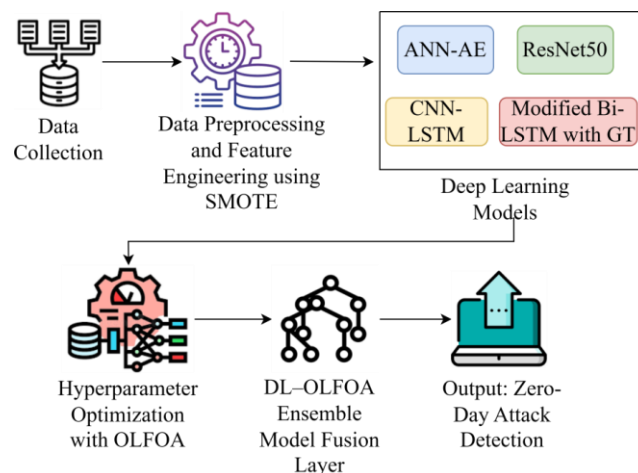 Data
Collection
Data Preprocessing
and Feature
Engineering using
SMOTE
ANN-AE
ResNet50
CNN-
LSTM
Modified Bi-
LSTM with GT
Deep Learning
Models
Hyperparameter
Optimization
with OLFOA
DL–OLFOA
Ensemble
Model Fusion
Layer
Output: Zero-
Day Attack
Detection